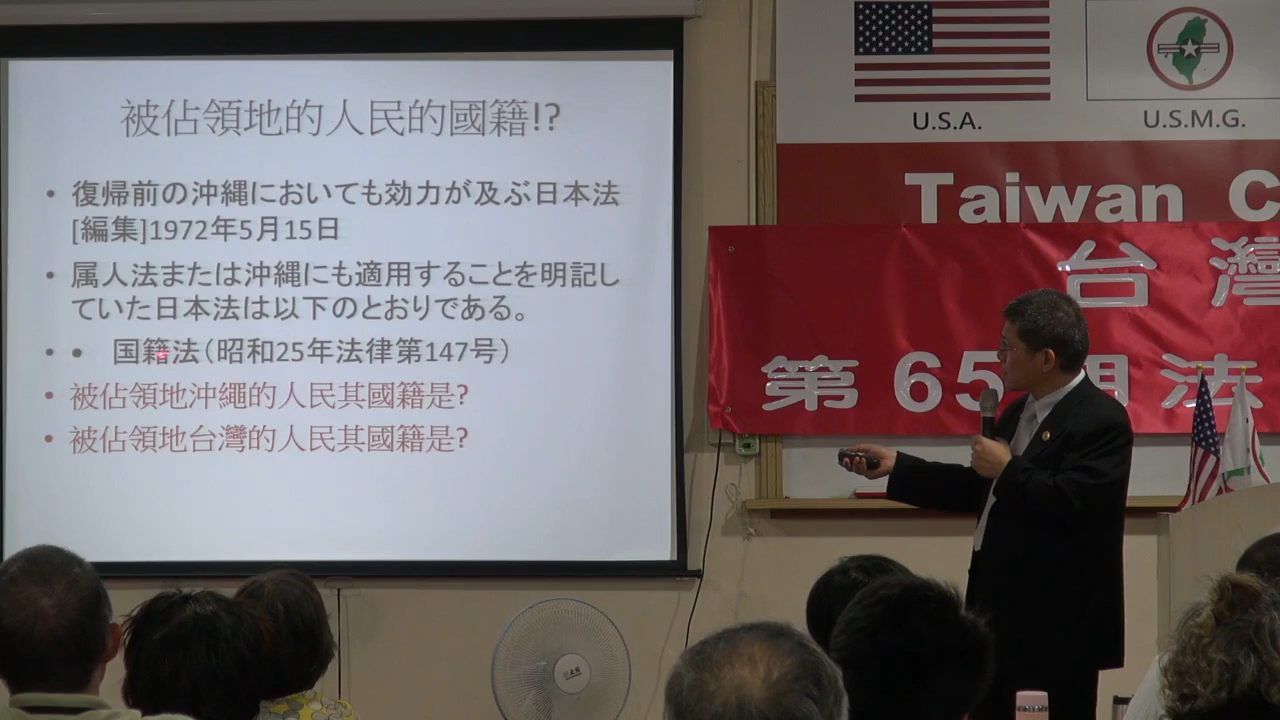 被佔領地的人民的國籍!?
• 復帰前の沖縄においても効力が及ぶ日本法
[編集]1972年5月15日
• 属人法または沖縄にも適用することを明記し
ていた日本法は以下のとおりである。
• • 国籍法（昭和25年法律第147号）
• 被佔領地沖繩的人民其國籍是?
• 被佔領地台灣的人民其國籍是?
U.S.A.
U.S.M.G.
Taiwan C
台灣
第65期法